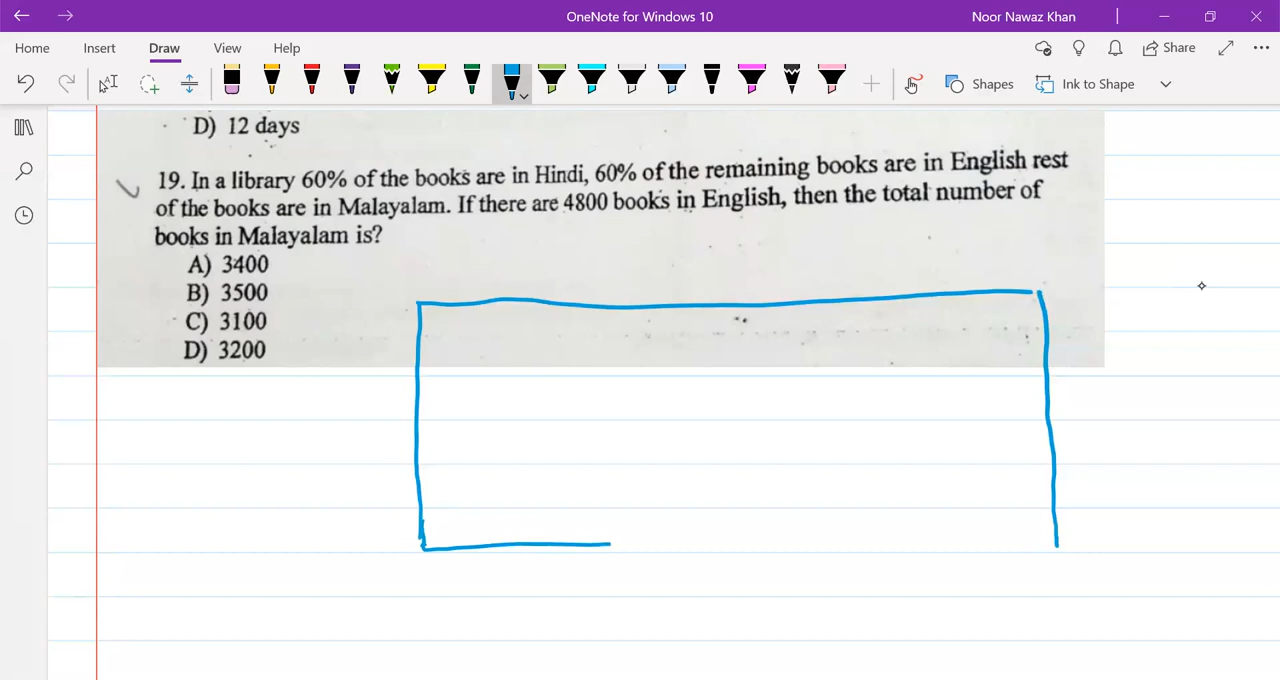 OneNote for Windows 10
Noor Nawaz Khan
Home Insert Draw View Help
Share
Shapes
Ink to Shape
D) 12 days
19. In a library 60% of the books are in Hindi, 60% of the remaining books are in English rest
of the books are in Malayalam. If there are 4800 books in English, then the total number of
books in Malayalam is?
A) 3400
B) 3500
C) 3100
D) 3200